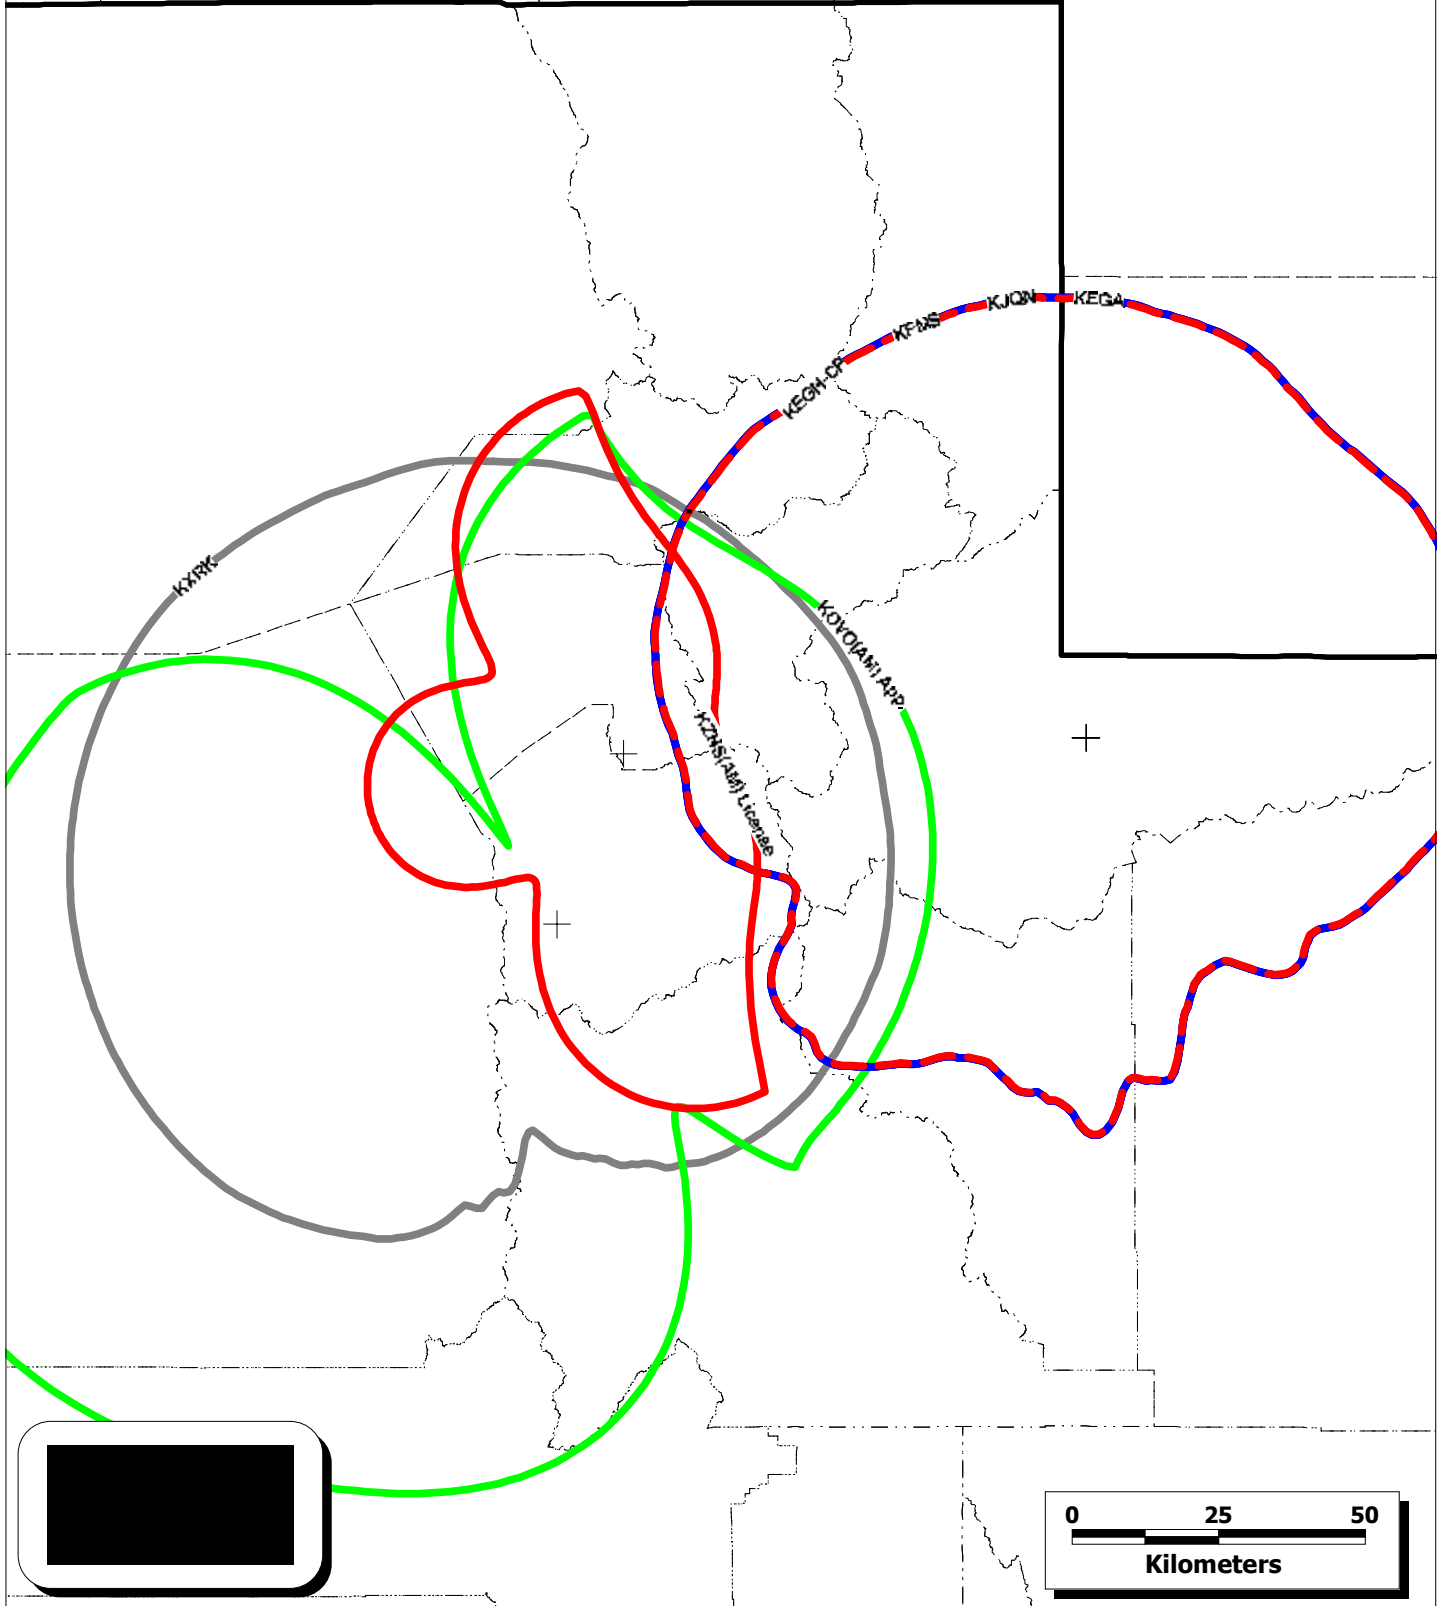 KJQN
KEGA
KFMS
KEGH-CP
KXRK
KOVO(AM) App.
KZNS(AM) License
0 25 50
Kilometers